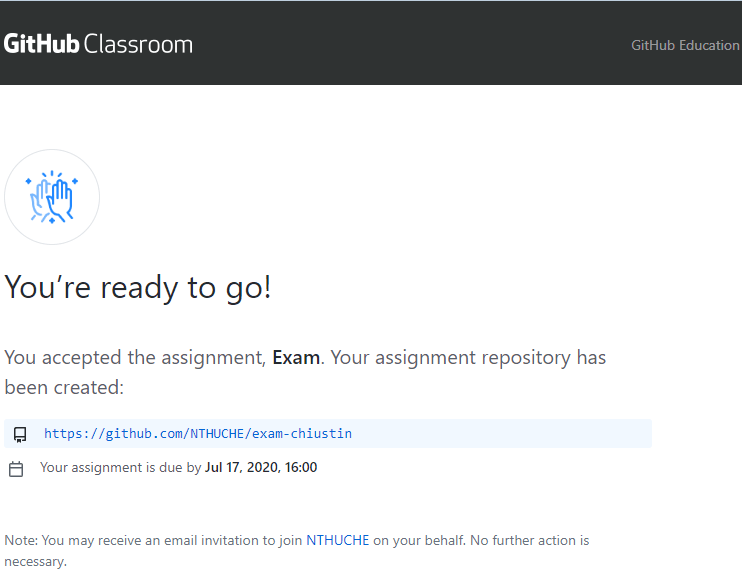 GitHub Classroom
GitHub Education
You’re ready to go!
You accepted the assignment, Exam. Your assignment repository has
been created:
https://github.com/NTHUCHE/exam-chiustin
Your assignment is due by Jul 17, 2020, 16:00
Note: You may receive an email invitation to join NTHUCHE on your behalf. No further action is
necessary.